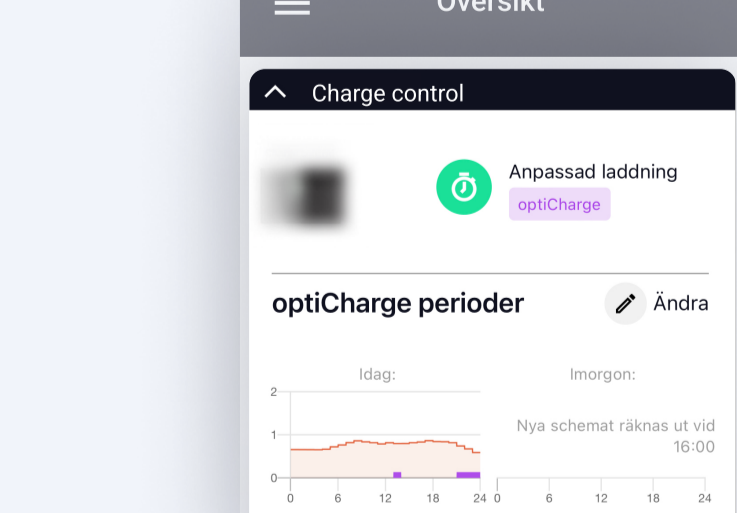 Översikt
Charge control
Anpassad laddning
optiCharge
optiCharge perioder
Ändra
Idag:
Imorgon:
2
1
0
Nya schemat räknas ut vid
16:00
0 6 12 18 24
0 6 12 18 24